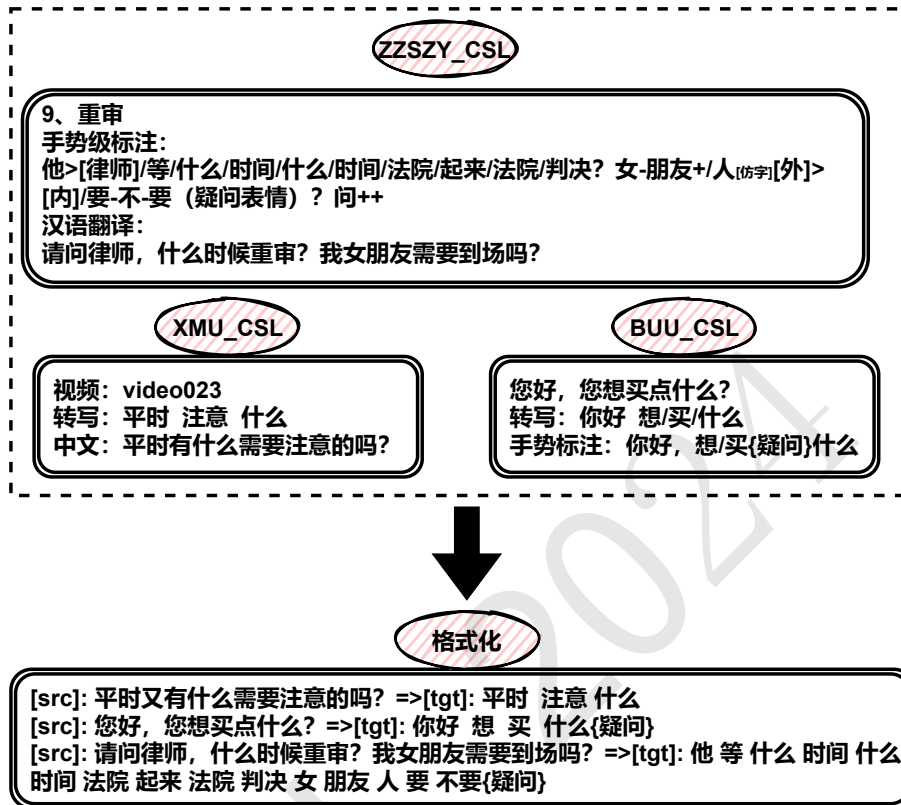 ZZSZY_CSL
9、重审
手势级标注：
他>[律师]/等/什么/时间/什么/时间/法院/起来/法院/判决？女-朋友+/人[仿字][外]>
[内]/要-不-要（疑问表情）？问++
汉语翻译：
请问律师，什么时候重审？我女朋友需要到场吗？
XMU_CSL
视频：video023
转写：平时 注意 什么
中文：平时有什么需要注意的吗？
BUU_CSL
您好，您想买点什么？
转写：你好 想/买/什么
手势标注：你好，想/买{疑问}什么
格式化
[src]: 平时又有什么需要注意的吗？=>[tgt]: 平时 注意 什么
[src]: 您好，您想买点什么？=>[tgt]: 你好 想 买 什么{疑问}
[src]: 请问律师，什么时候重审？我女朋友需要到场吗？=>[tgt]: 他 等 什么 时间 什么
时间 法院 起来 法院 判决 女 朋友 人 要 不要{疑问}
2024